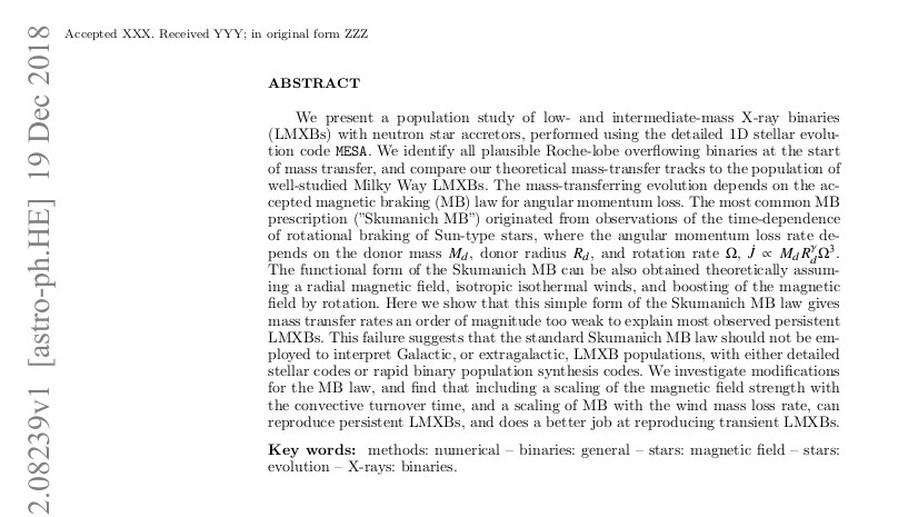 Accepted XXX. Received YYY; in original form ZZZ
ABSTRACT
We present a population study of low- and intermediate-mass X-ray binaries
(LMXBs) with neutron star accretors, performed using the detailed 1D stellar evolu-
tion code MESA. We identify all plausible Roche-lobe overflowing binaries at the start
of mass transfer, and compare our theoretical mass-transfer tracks to the population of
well-studied Milky Way LMXBs. The mass-transferring evolution depends on the ac-
cepted magnetic braking (MB) law for angular momentum loss. The most common MB
prescription ("Skumanich MB") originated from observations of the time-dependence
of rotational braking of Sun-type stars, where the angular momentum loss rate de-
pends on the donor mass M_d, donor radius R_d, and rotation rate Ω, J̇ ∝ M_d R_d^γ Ω^3.
The functional form of the Skumanich MB can be also obtained theoretically assum-
ing a radial magnetic field, isotropic isothermal winds, and boosting of the magnetic
field by rotation. Here we show that this simple form of the Skumanich MB law gives
mass transfer rates an order of magnitude too weak to explain most observed persistent
LMXBs. This failure suggests that the standard Skumanich MB law should not be em-
ployed to interpret Galactic, or extragalactic, LMXB populations, with either detailed
stellar codes or rapid binary population synthesis codes. We investigate modifications
for the MB law, and find that including a scaling of the magnetic field strength with
the convective turnover time, and a scaling of MB with the wind mass loss rate, can
reproduce persistent LMXBs, and does a better job at reproducing transient LMXBs.
Key words: methods: numerical – binaries: general – stars: magnetic field – stars:
evolution – X-rays: binaries.
2.08239v1 [astro-ph.HE] 19 Dec 2018